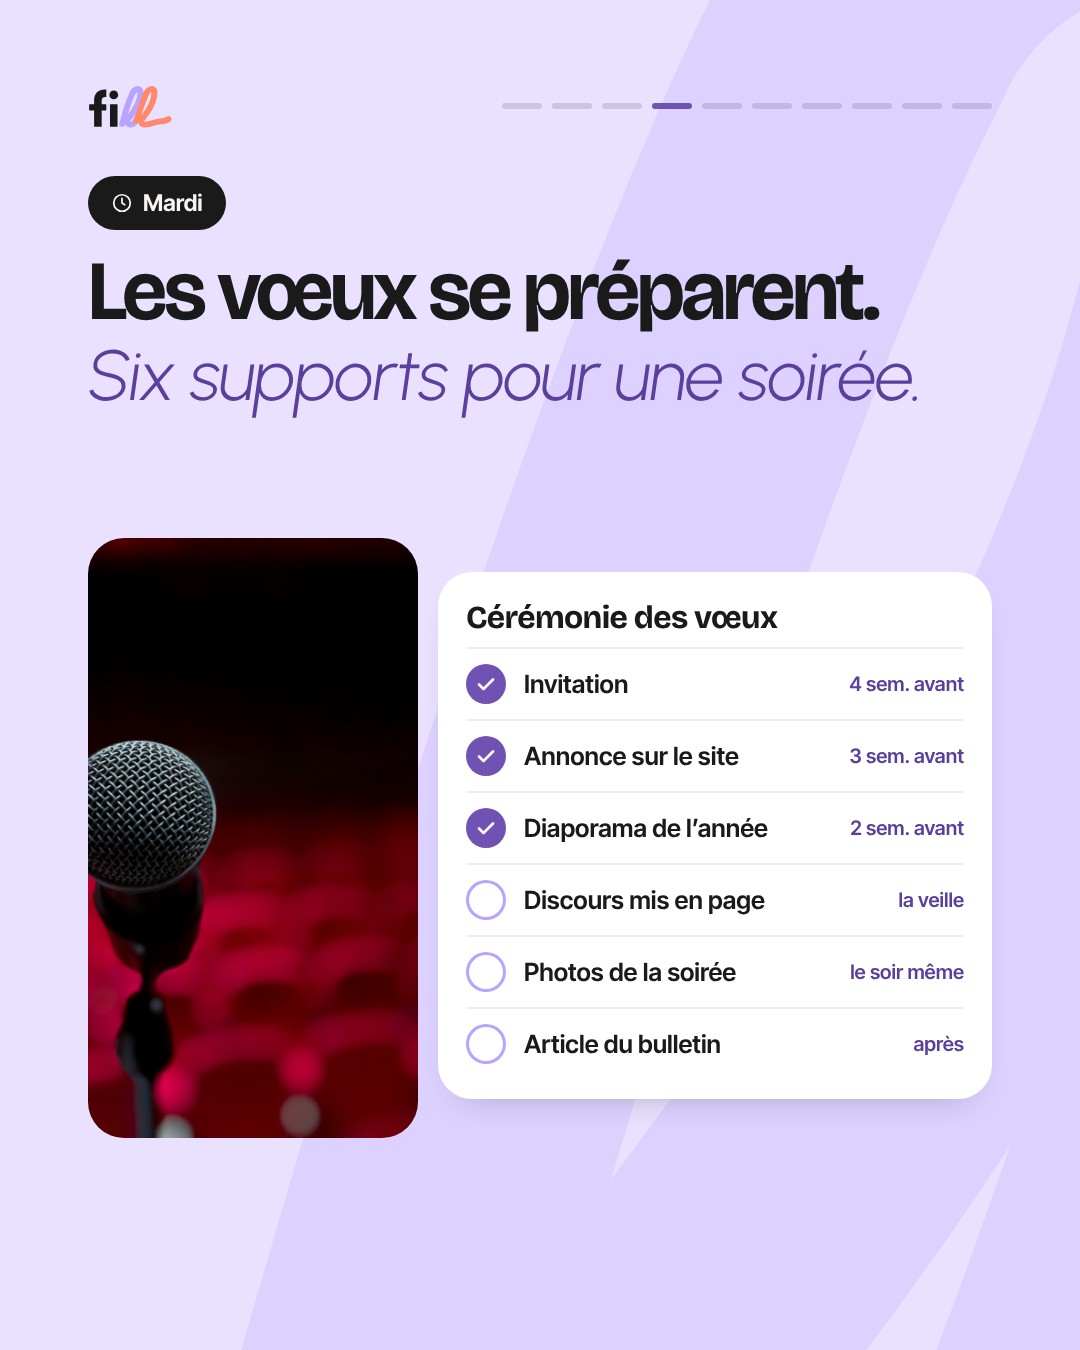 fill
Mardi
Les vœux se préparent.
Six supports pour une soirée.
Cérémonie des vœux
Invitation 4 sem. avant
Annonce sur le site 3 sem. avant
Diaporama de l’année 2 sem. avant
Discours mis en page la veille
Photos de la soirée le soir même
Article du bulletin après